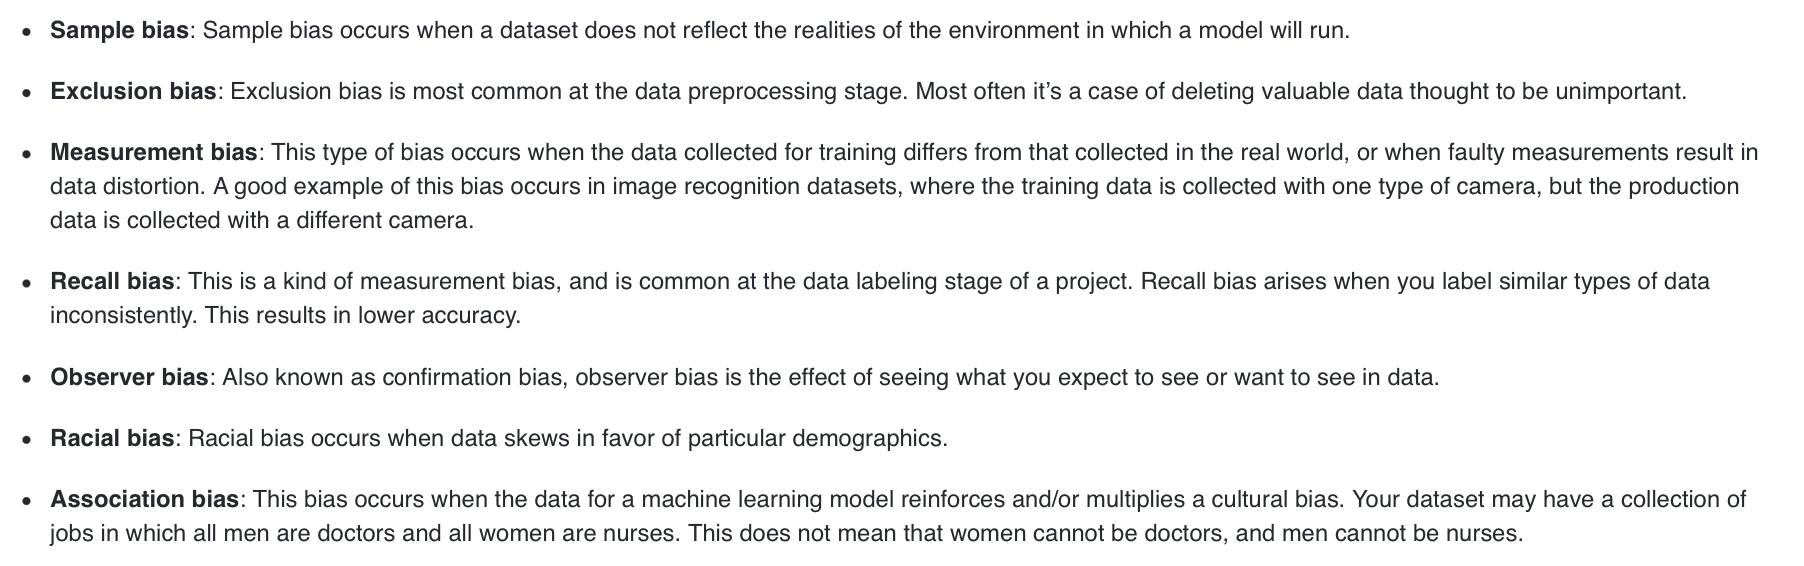 • Sample bias: Sample bias occurs when a dataset does not reflect the realities of the environment in which a model will run.
• Exclusion bias: Exclusion bias is most common at the data preprocessing stage. Most often it’s a case of deleting valuable data thought to be unimportant.
• Measurement bias: This type of bias occurs when the data collected for training differs from that collected in the real world, or when faulty measurements result in
data distortion. A good example of this bias occurs in image recognition datasets, where the training data is collected with one type of camera, but the production
data is collected with a different camera.
• Recall bias: This is a kind of measurement bias, and is common at the data labeling stage of a project. Recall bias arises when you label similar types of data
inconsistently. This results in lower accuracy.
• Observer bias: Also known as confirmation bias, observer bias is the effect of seeing what you expect to see or want to see in data.
• Racial bias: Racial bias occurs when data skews in favor of particular demographics.
• Association bias: This bias occurs when the data for a machine learning model reinforces and/or multiplies a cultural bias. Your dataset may have a collection of
jobs in which all men are doctors and all women are nurses. This does not mean that women cannot be doctors, and men cannot be nurses.